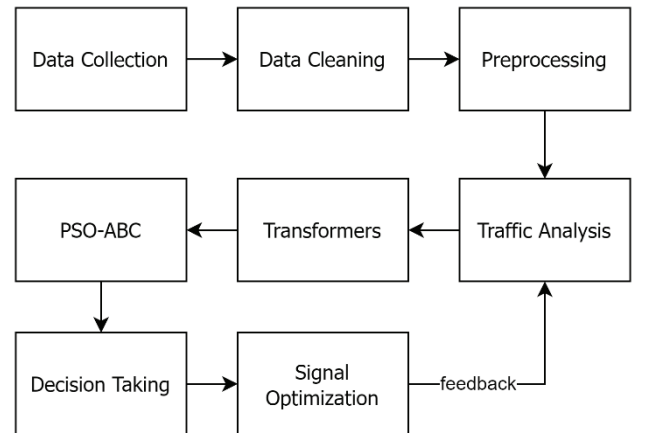 Data Collection
Data Cleaning
Preprocessing
PSO-ABC
Transformers
Traffic Analysis
Decision Taking
Signal
Optimization
feedback